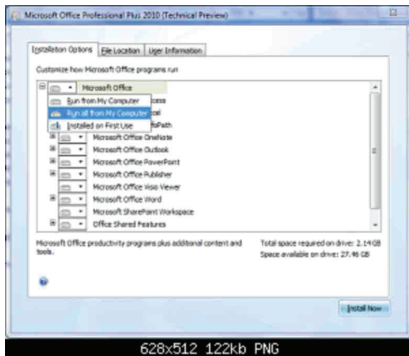 Microsoft Office Professional Plus 2010 (Technical Preview)
Installation Options File Location User Information
Customize how Microsoft Office programs run
Microsoft Office
Run from My Computer
Run all from My Computer
Installed on First Use
Microsoft Office OneNote
Microsoft Office Outlook
Microsoft Office PowerPoint
Microsoft Office Publisher
Microsoft Office Visio Viewer
Microsoft Office Word
Microsoft SharePoint Workspace
Office Shared Features
Microsoft Office productivity programs plus additional content and
tools.
Total space required on drive: 2.14 GB
Space available on drive: 27.46 GB
Install Now
628x512 122kb PNG